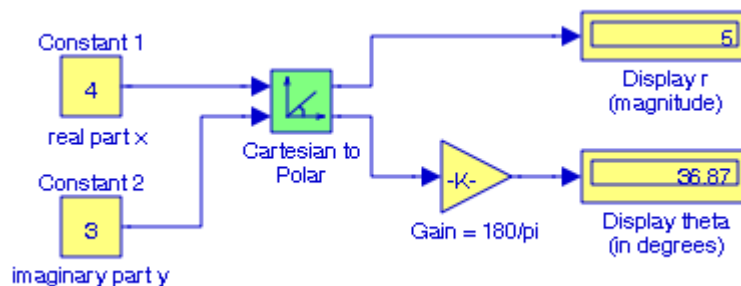 Constant 1
4
real part x
Constant 2
3
imaginary part y
Cartesian to
Polar
-K-
Gain = 180/pi
5
Display r
(magnitude)
36.87
Display theta
(in degrees)